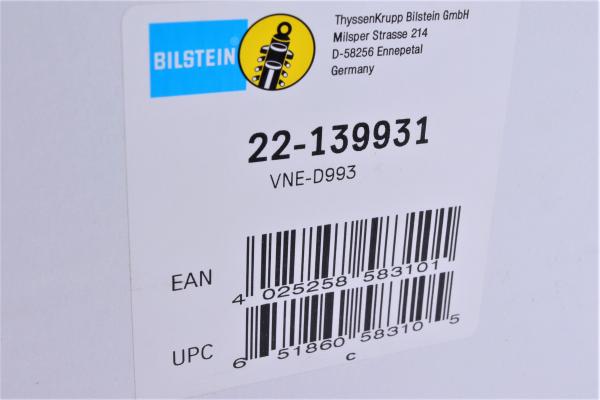 BILSTEIN
ThyssenKrupp Bilstein GmbH
Milsper Strasse 214
D-58256 Ennepetal
Germany
22-139931
VNE-D993
EAN
4 025258 583101
UPC
6 51860 58310 5
c